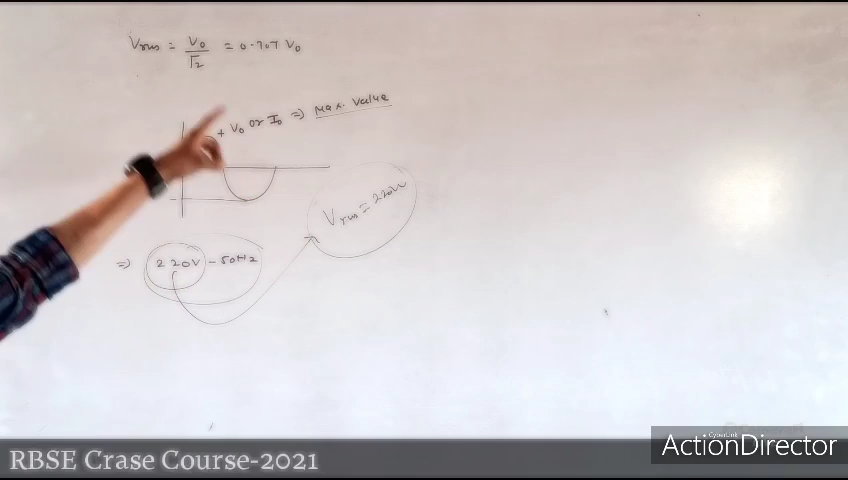 Vrms = V₀/√2 = 0.707 V₀
+ V₀ or I₀ ⇒ Max. Value
Vrms = 220V
⇒ 220V - 50Hz
CyberLink
ActionDirector
RBSE Crase Course-2021